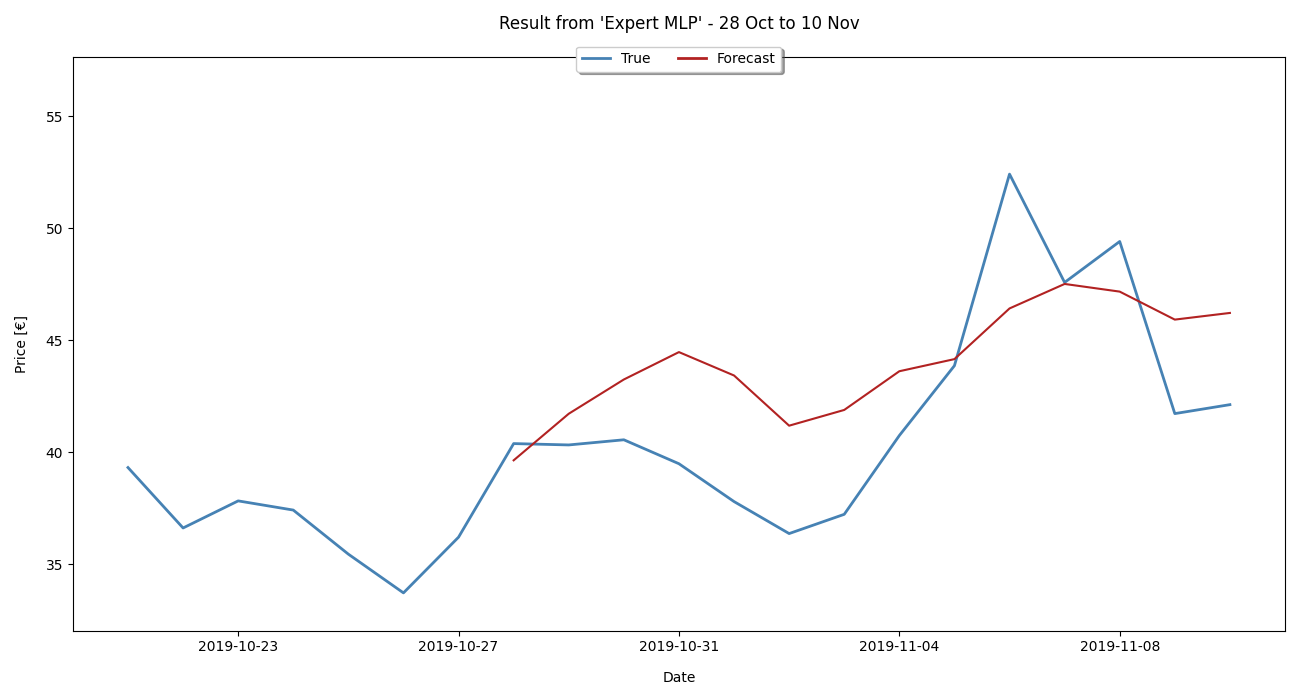 Result from 'Expert MLP' - 28 Oct to 10 Nov
True Forecast
55
50
45
40
35
Price [€]
2019-10-23 2019-10-27 2019-10-31 2019-11-04 2019-11-08
Date